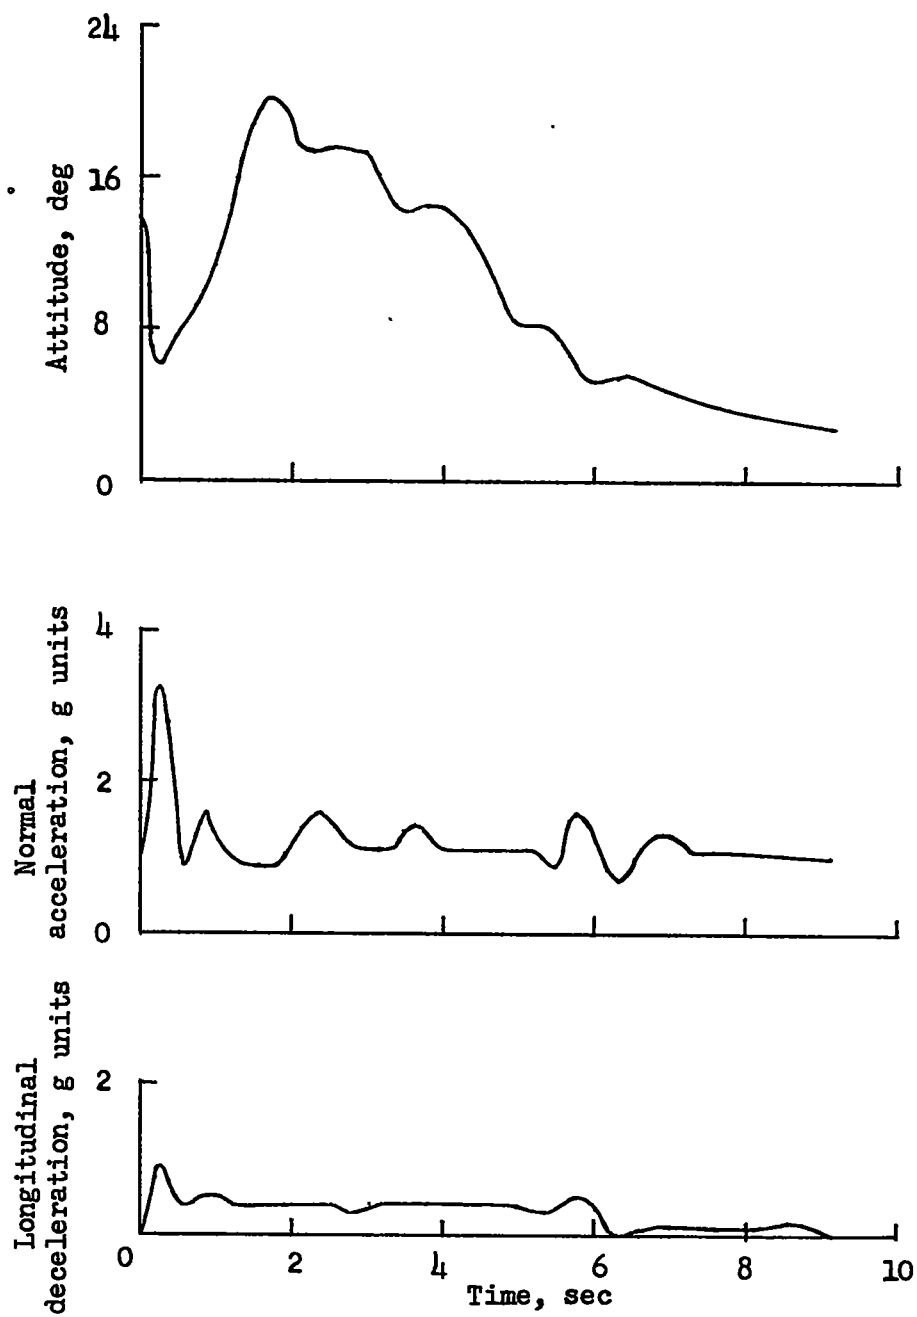 24
16
8
0
Attitude, deg
4
2
0
Normal
acceleration, g units
2
Longitudinal
deceleration, g units
0 2 4 6 8 10
Time, sec